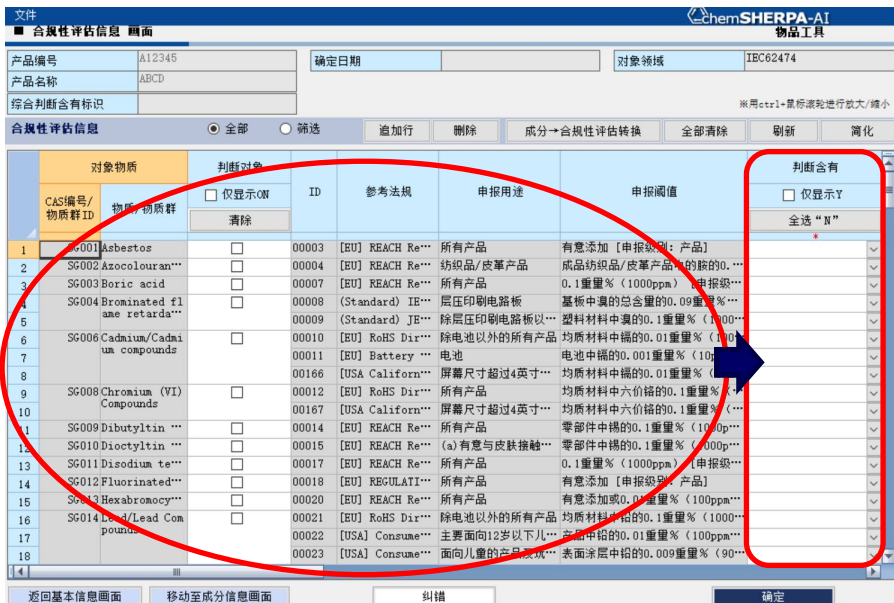 文件
chemSHERPA-AI
■ 合规性评估信息 画面
物品工具
产品编号 A12345 确定日期 对象领域 IEC62474
产品名称 ABCD
综合判断含有标识 ※用ctrl+鼠标滚轮进行放大/缩小
合规性评估信息 全部 筛选 追加行 删除 成分→合规性评估转换 全部清除 刷新 简化
对象物质 判断对象 ID 参考法规 申报用途 申报阈值 判断含有
CAS编号/物质群ID 物质/物质群 仅显示ON 仅显示Y
清除 全选“N”
*
1 SG001 Asbestos 00003 [EU] REACH Re… 所有产品 有意添加 [申报级别: 产品]
2 SG002 Azocolouran… 00004 [EU] REACH Re… 纺织品/皮革产品 成品纺织品/皮革产品中的胺的0.…
3 SG003 Boric acid 00007 [EU] REACH Re… 所有产品 0.1重量% (1000ppm) [申报级…
4 SG004 Brominated flame retarda… 00008 (Standard) IE… 层压印刷电路板 基板中溴的总含量的0.09重量%…
5 00009 (Standard) JE… 除层压印刷电路板以… 塑料材料中溴的0.1重量% (1000…
6 SG006 Cadmium/Cadmium compounds 00010 [EU] RoHS Dir… 除电池以外的所有产品 均质材料中镉的0.01重量% (100…
7 00011 [EU] Battery … 电池 电池中镉的0.001重量% (10p
8 00166 [USA Californ… 屏幕尺寸超过4英寸… 均质材料中镉的0.01重量% (
9 SG008 Chromium (VI) Compounds 00012 [EU] RoHS Dir… 所有产品 均质材料中六价铬的0.1重量% (…
10 00167 [USA Californ… 屏幕尺寸超过4英寸… 均质材料中六价铬的0.1重量% (…
11 SG009 Dibutyltin … 00014 [EU] REACH Re… 所有产品 零部件中锡的0.1重量% (1000p…
12 SG010 Dioctyltin … 00015 [EU] REACH Re… (a)有意与皮肤接触… 零部件中锡的0.1重量% (1000p…
13 SG011 Disodium te… 00017 [EU] REACH Re… 所有产品 0.1重量% (1000ppm) [申报级…
14 SG012 Fluorinated… 00018 [EU] REGULATI… 所有产品 有意添加 [申报级别: 产品]
15 SG013 Hexabromocy… 00020 [EU] REACH Re… 所有产品 有意添加或0.01重量% (100ppm…
16 SG014 Lead/Lead Compounds 00021 [EU] RoHS Dir… 除电池以外的所有产品 均质材料中铅的0.1重量% (1000…
17 00022 [USA] Consume… 主要面向12岁以下儿… 产品中铅的0.01重量% (100ppm…
18 00023 [USA] Consume… 面向儿童的产品及玩… 表面涂层中铅的0.009重量% (90…
返回基本信息画面 移动至成分信息画面 纠错 确定